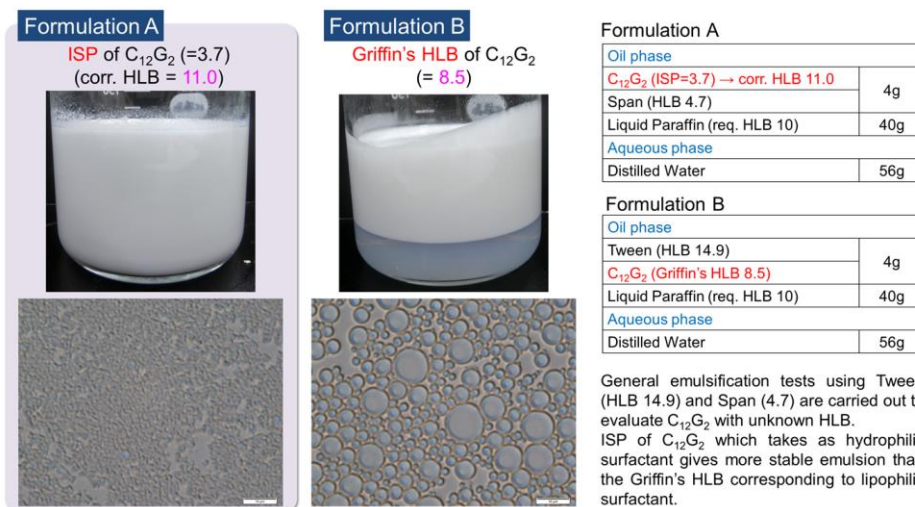 Formulation A
ISP of C₁₂G₂ (=3.7)
(corr. HLB = 11.0)
Formulation B
Griffin's HLB of C₁₂G₂
(= 8.5)
Formulation A
Oil phase
C₁₂G₂ (ISP=3.7) → corr. HLB 11.0
Span (HLB 4.7)
4g
Liquid Paraffin (req. HLB 10) 40g
Aqueous phase
Distilled Water 56g
Formulation B
Oil phase
Tween (HLB 14.9)
C₁₂G₂ (Griffin's HLB 8.5)
4g
Liquid Paraffin (req. HLB 10) 40g
Aqueous phase
Distilled Water 56g
General emulsification tests using Twee
(HLB 14.9) and Span (4.7) are carried out t
evaluate C₁₂G₂ with unknown HLB.
ISP of C₁₂G₂ which takes as hydrophili
surfactant gives more stable emulsion tha
the Griffin's HLB corresponding to lipophili
surfactant.